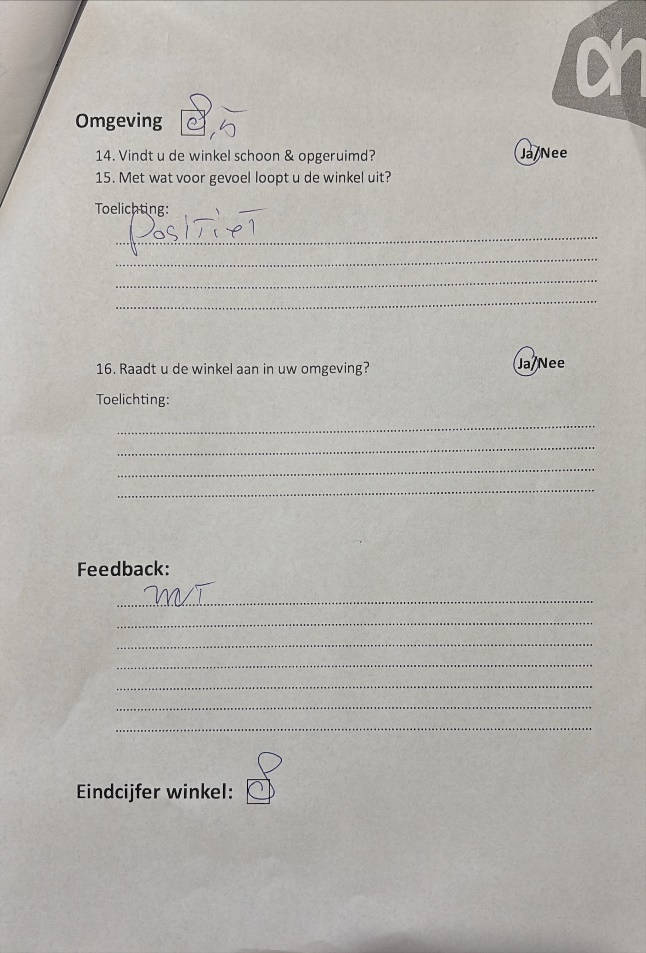 ah
Omgeving 8,5
14. Vindt u de winkel schoon & opgeruimd? Ja/Nee
15. Met wat voor gevoel loopt u de winkel uit?
Toelichting:
positief
16. Raadt u de winkel aan in uw omgeving? Ja/Nee
Toelichting:
Feedback:
Eindcijfer winkel: 8